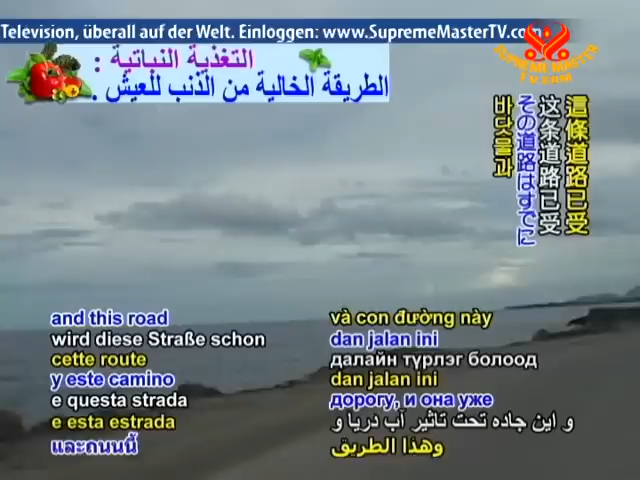 Television, überall auf der Welt. Einloggen: www.SupremeMasterTV.com
SUPREME MASTER
TV
التغذية النباتية :
الطريقة الخالية من الذنب للعيش .
這條道路已受
这条道路已受
その道路はすでに
바닷물과
and this road
wird diese Straße schon
cette route
y este camino
e questa strada
e esta estrada
และถนนนี้
và con đường này
dan jalan ini
далайн түрлэг болоод
dan jalan ini
дорогу, и она уже
و این جاده تحت تاثیر آب دریا و
وهذا الطريق